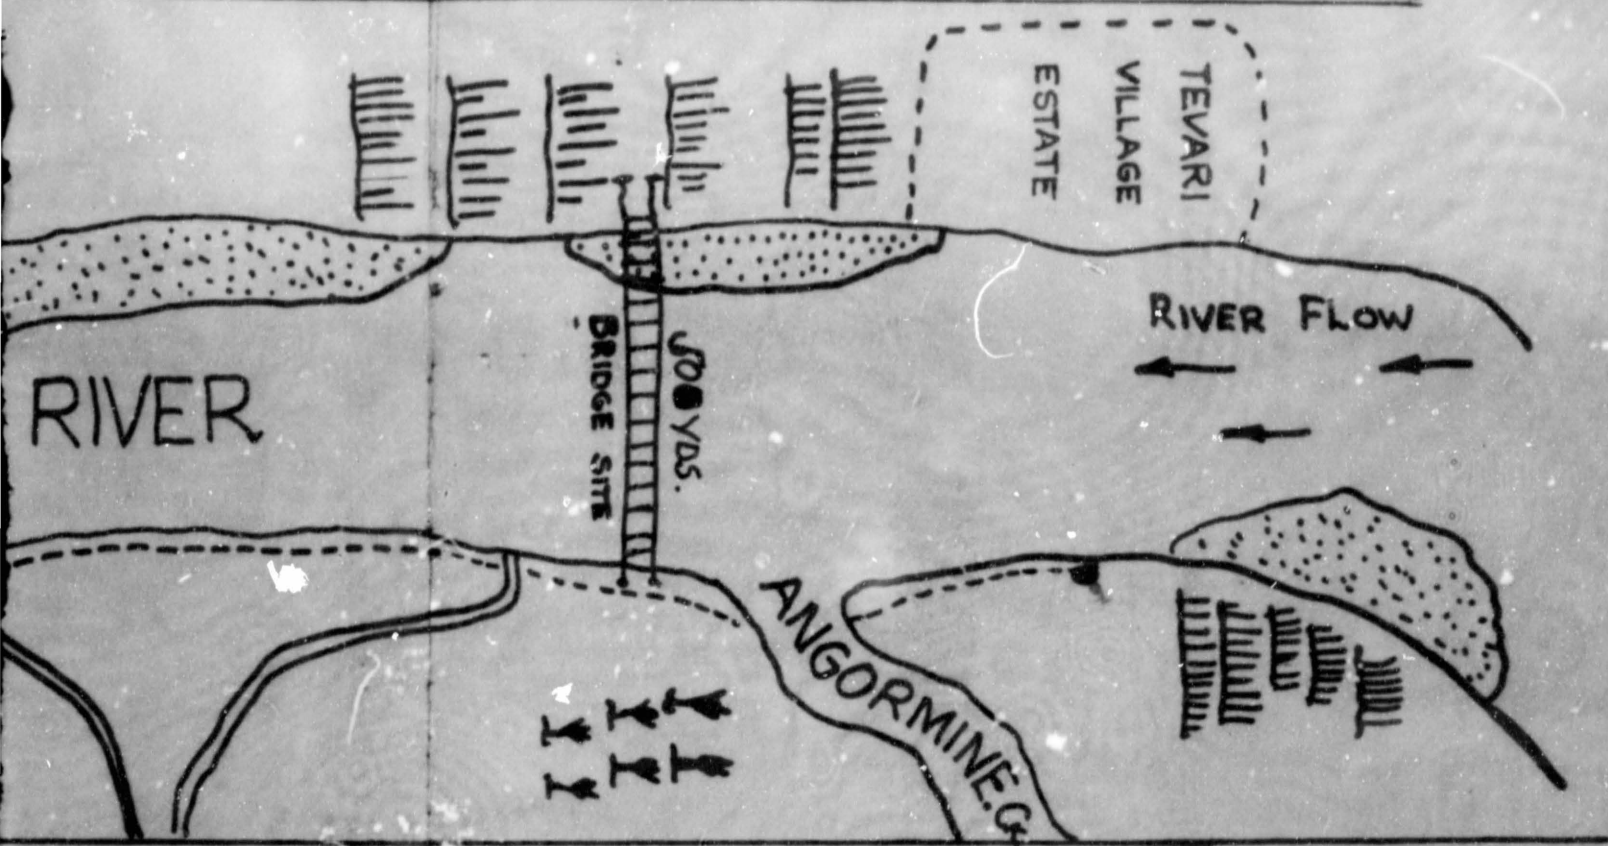 TEVARI
VILLAGE
ESTATE
RIVER FLOW
RIVER
YDS.
BRIDGE SITE
ANGORMINE.C